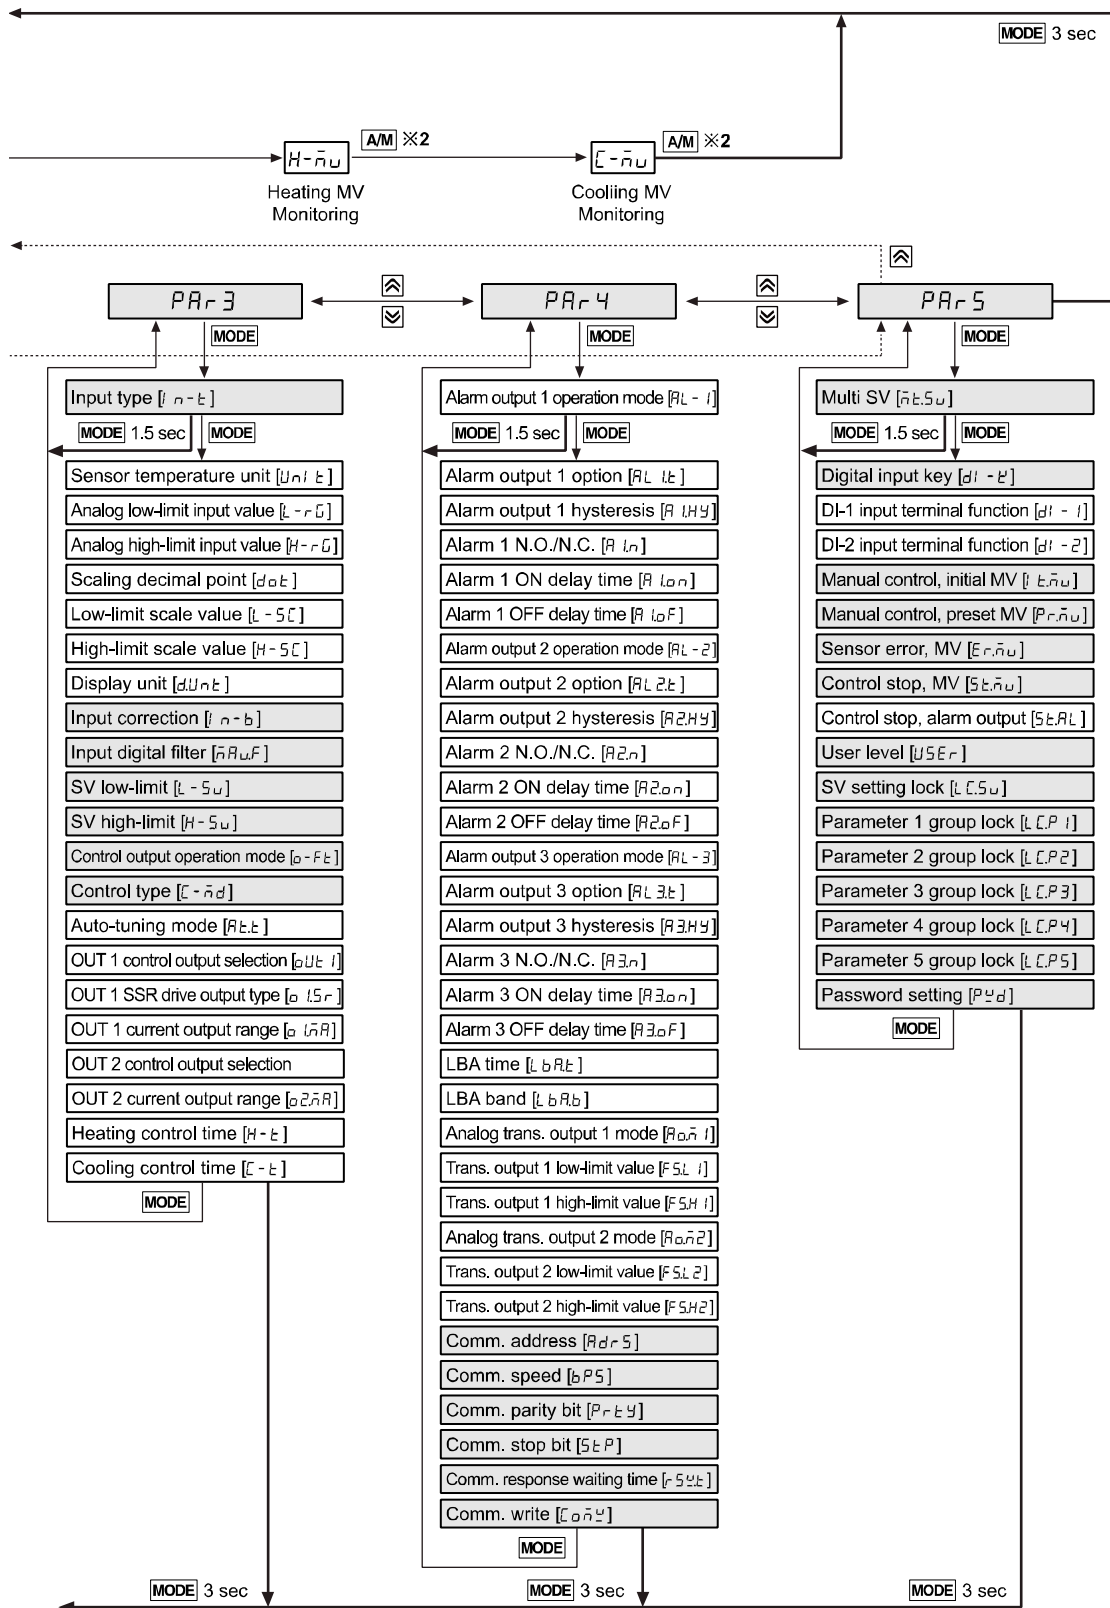 MODE 3 sec
A/M ※2
A/M ※2
H-mv
C-mv
Heating MV
Monitoring
Cooliing MV
Monitoring
PAr3
PAr4
PAr5
MODE
MODE
MODE
Input type [In-t]
MODE 1.5 sec MODE
Sensor temperature unit [UnIt]
Analog low-limit input value [L-rG]
Analog high-limit input value [H-rG]
Scaling decimal point [dot]
Low-limit scale value [L-SC]
High-limit scale value [H-SC]
Display unit [d.Unt]
Input correction [In-b]
Input digital filter [mAv.F]
SV low-limit [L-Sv]
SV high-limit [H-Sv]
Control output operation mode [o-Ft]
Control type [C-md]
Auto-tuning mode [At.t]
OUT 1 control output selection [oUt1]
OUT 1 SSR drive output type [o1.Sr]
OUT 1 current output range [o1.mA]
OUT 2 control output selection
OUT 2 current output range [o2.mA]
Heating control time [H-t]
Cooling control time [C-t]
MODE
MODE 3 sec
Alarm output 1 operation mode [AL-1]
MODE 1.5 sec MODE
Alarm output 1 option [AL1.t]
Alarm output 1 hysteresis [A1.HY]
Alarm 1 N.O./N.C. [A1.n]
Alarm 1 ON delay time [A1.on]
Alarm 1 OFF delay time [A1.oF]
Alarm output 2 operation mode [AL-2]
Alarm output 2 option [AL2.t]
Alarm output 2 hysteresis [A2.HY]
Alarm 2 N.O./N.C. [A2.n]
Alarm 2 ON delay time [A2.on]
Alarm 2 OFF delay time [A2.oF]
Alarm output 3 operation mode [AL-3]
Alarm output 3 option [AL3.t]
Alarm output 3 hysteresis [A3.HY]
Alarm 3 N.O./N.C. [A3.n]
Alarm 3 ON delay time [A3.on]
Alarm 3 OFF delay time [A3.oF]
LBA time [LbA.t]
LBA band [LbA.b]
Analog trans. output 1 mode [Ao.m1]
Trans. output 1 low-limit value [FS.L1]
Trans. output 1 high-limit value [FS.H1]
Analog trans. output 2 mode [Ao.m2]
Trans. output 2 low-limit value [FS.L2]
Trans. output 2 high-limit value [FS.H2]
Comm. address [AdrS]
Comm. speed [bPS]
Comm. parity bit [PrtY]
Comm. stop bit [StP]
Comm. response waiting time [rSW.t]
Comm. write [ComW]
MODE
MODE 3 sec
Multi SV [mt.Sv]
MODE 1.5 sec MODE
Digital input key [dI-K]
DI-1 input terminal function [dI-1]
DI-2 input terminal function [dI-2]
Manual control, initial MV [It.mv]
Manual control, preset MV [Pr.mv]
Sensor error, MV [Er.mv]
Control stop, MV [St.mv]
Control stop, alarm output [St.AL]
User level [USEr]
SV setting lock [LC.Sv]
Parameter 1 group lock [LC.P1]
Parameter 2 group lock [LC.P2]
Parameter 3 group lock [LC.P3]
Parameter 4 group lock [LC.P4]
Parameter 5 group lock [LC.P5]
Password setting [PWd]
MODE
MODE 3 sec